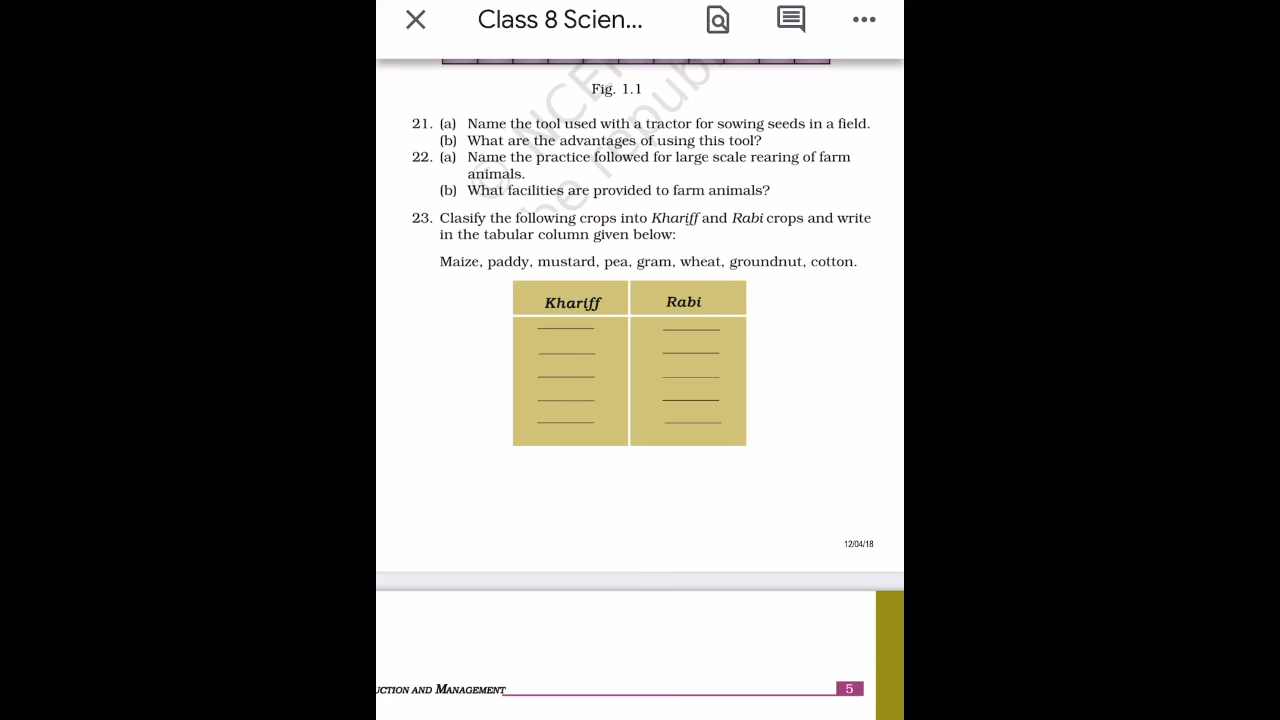 Class 8 Scien...
Fig. 1.1
21. (a) Name the tool used with a tractor for sowing seeds in a field.
(b) What are the advantages of using this tool?
22. (a) Name the practice followed for large scale rearing of farm
animals.
(b) What facilities are provided to farm animals?
23. Clasify the following crops into Khariff and Rabi crops and write
in the tabular column given below:
Maize, paddy, mustard, pea, gram, wheat, groundnut, cotton.
Khariff Rabi
12/04/18
UCTION AND MANAGEMENT 5